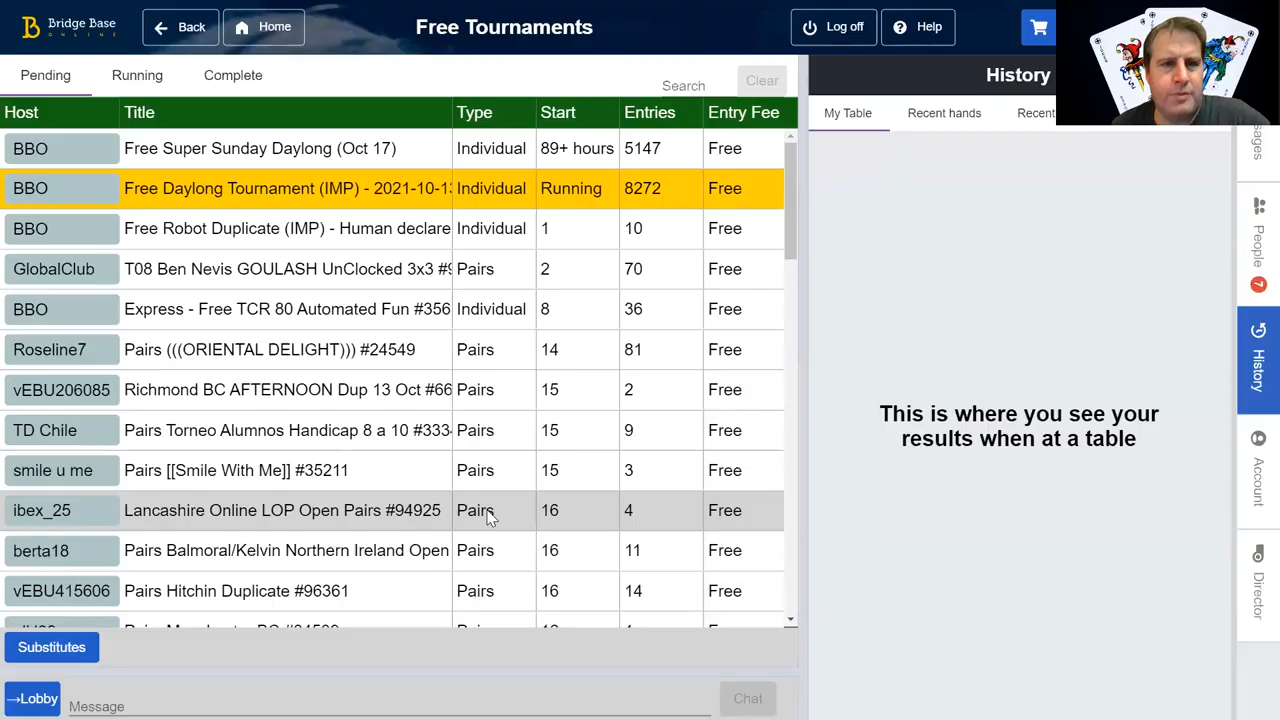 Bridge Base
ONLINE
Back
Home
Free Tournaments
Log off
Help
Pending
Running
Complete
Search
Clear
History
My Table
Recent hands
Recent
Host
Title
Type
Start
Entries
Entry Fee
BBO
Free Super Sunday Daylong (Oct 17)
Individual
89+ hours
5147
Free
BBO
Free Daylong Tournament (IMP) - 2021-10-13
Individual
Running
8272
Free
BBO
Free Robot Duplicate (IMP) - Human declare
Individual
1
10
Free
GlobalClub
T08 Ben Nevis GOULASH UnClocked 3x3 #9
Pairs
2
70
Free
BBO
Express - Free TCR 80 Automated Fun #356
Individual
8
36
Free
Roseline7
Pairs (((ORIENTAL DELIGHT))) #24549
Pairs
14
81
Free
vEBU206085
Richmond BC AFTERNOON Dup 13 Oct #66
Pairs
15
2
Free
TD Chile
Pairs Torneo Alumnos Handicap 8 a 10 #3334
Pairs
15
9
Free
smile u me
Pairs [[Smile With Me]] #35211
Pairs
15
3
Free
ibex_25
Lancashire Online LOP Open Pairs #94925
Pairs
16
4
Free
berta18
Pairs Balmoral/Kelvin Northern Ireland Open
Pairs
16
11
Free
vEBU415606
Pairs Hitchin Duplicate #96361
Pairs
16
14
Free
This is where you see your
results when at a table
sages
People
7
History
Account
Director
Substitutes
→Lobby
Message
Chat